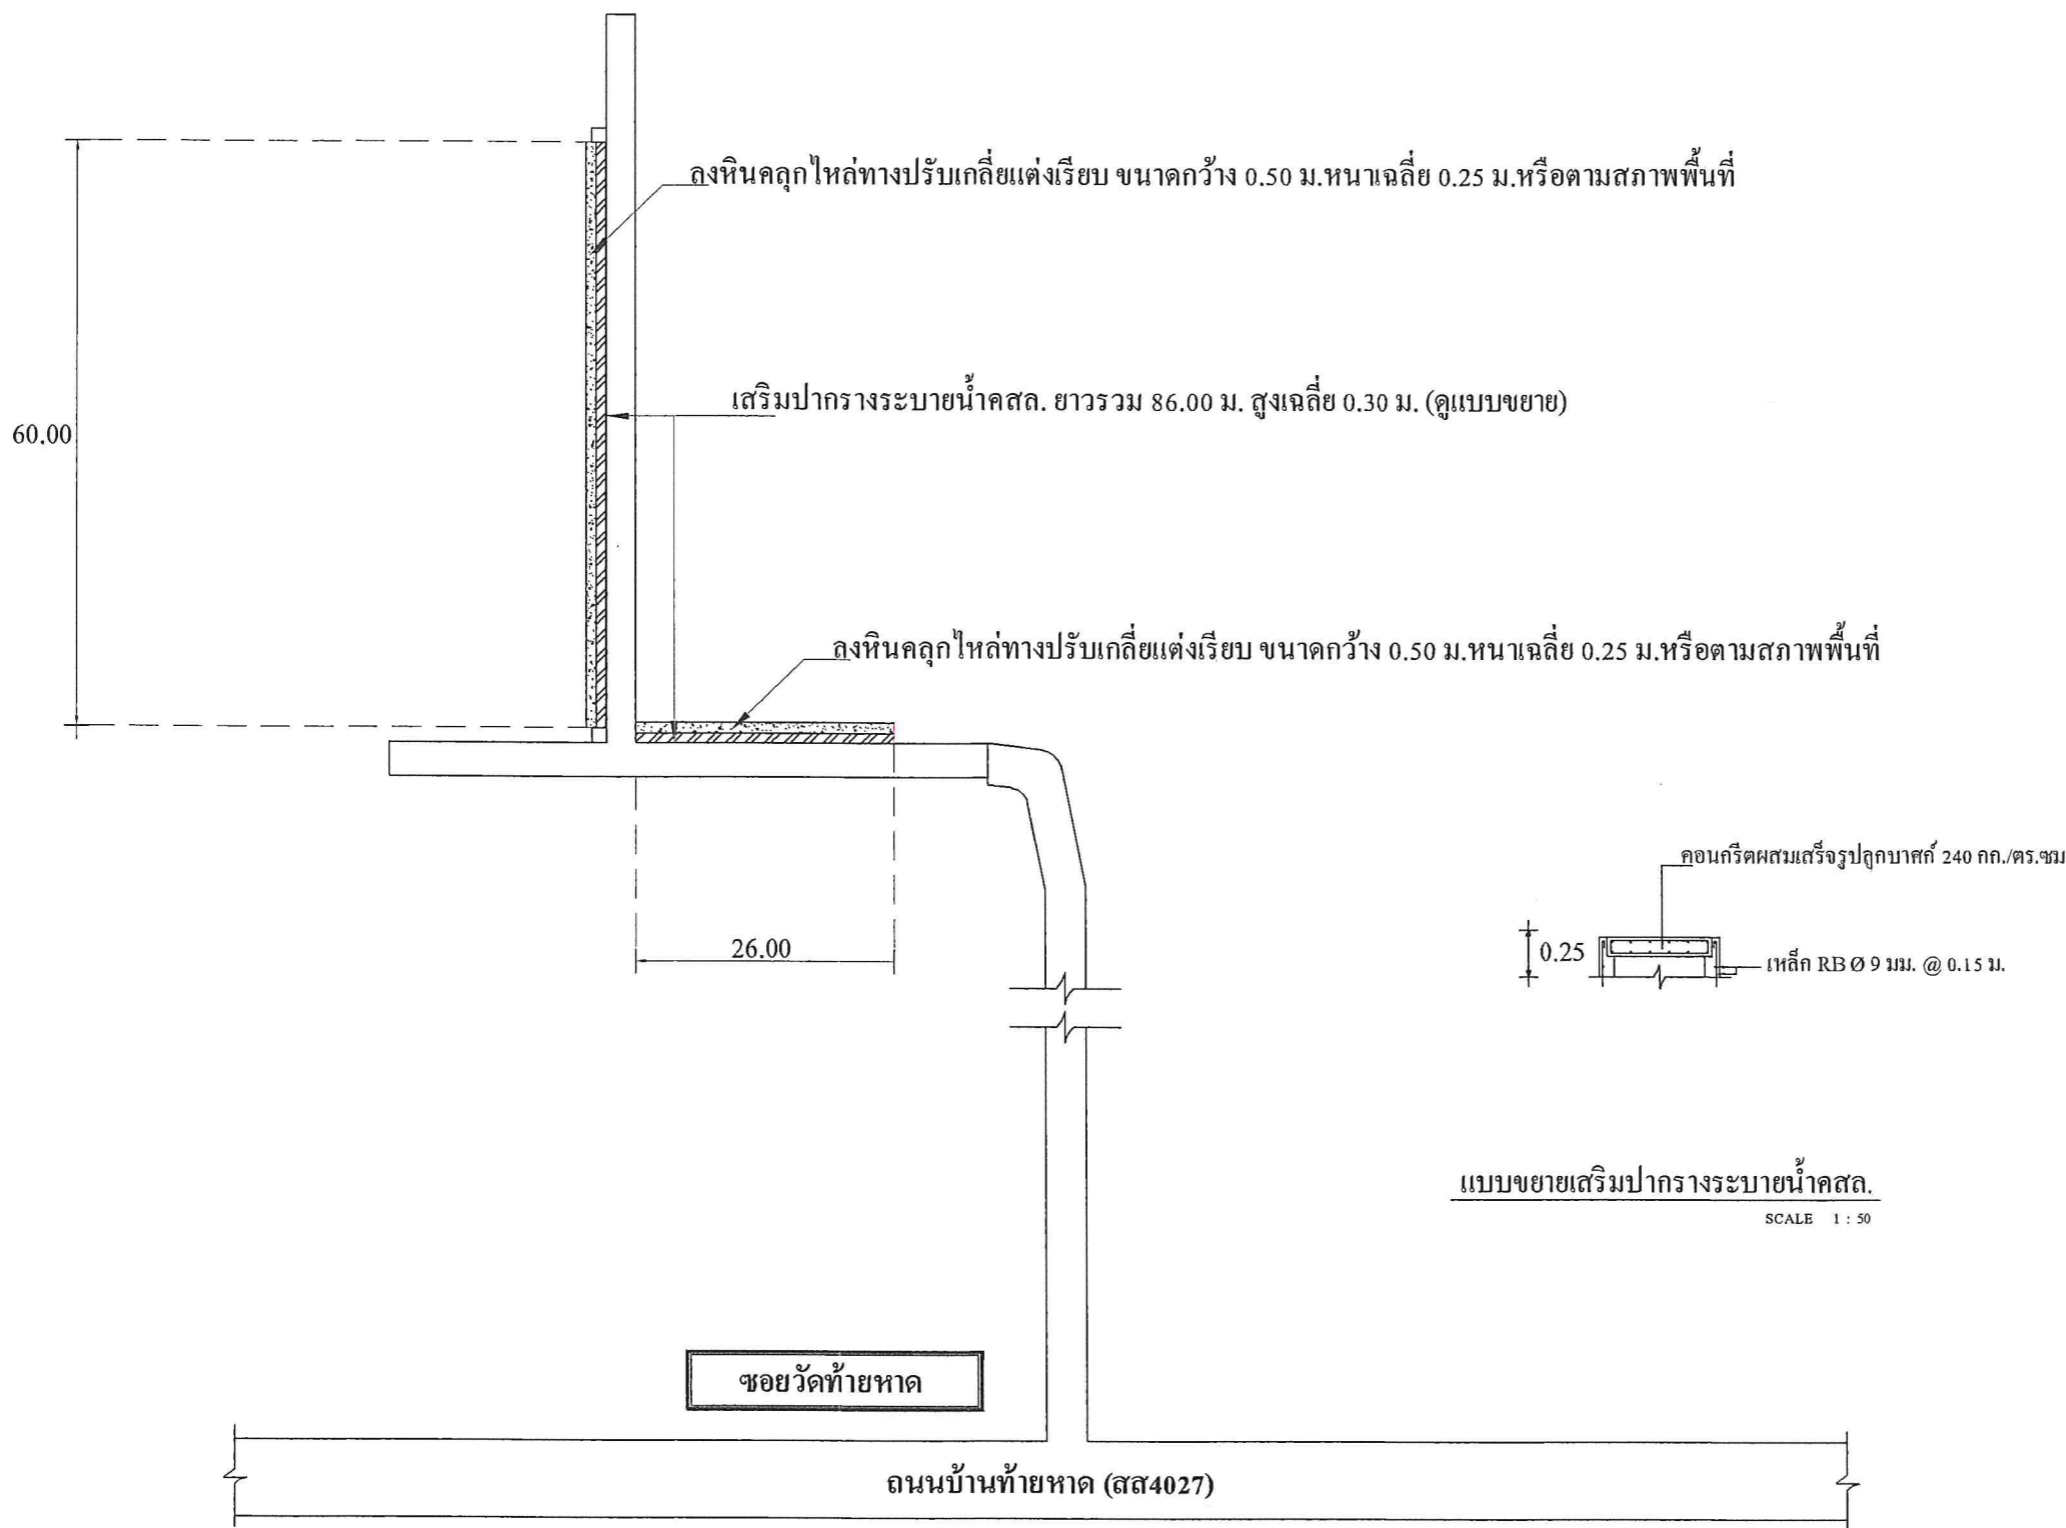 ลงหินคลุกไหล่ทางปรับเกลี่ยแต่งเรียบ ขนาดกว้าง 0.50 ม.หนาเฉลี่ย 0.25 ม.หรือตามสภาพพื้นที่
เสริมปากรางระบายน้ำคสล. ยาวรวม 86.00 ม. สูงเฉลี่ย 0.30 ม. (ดูแบบขยาย)
60.00
ลงหินคลุกไหล่ทางปรับเกลี่ยแต่งเรียบ ขนาดกว้าง 0.50 ม.หนาเฉลี่ย 0.25 ม.หรือตามสภาพพื้นที่
26.00
คอนกรีตผสมเสร็จรูปลูกบาศก์ 240 กก./ตร.ซม
0.25
เหล็ก RB Ø 9 มม. @ 0.15 ม.
แบบขยายเสริมปากรางระบายน้ำคสล.
SCALE 1 : 50
ซอยวัดท้ายหาด
ถนนบ้านท้ายหาด (สส4027)